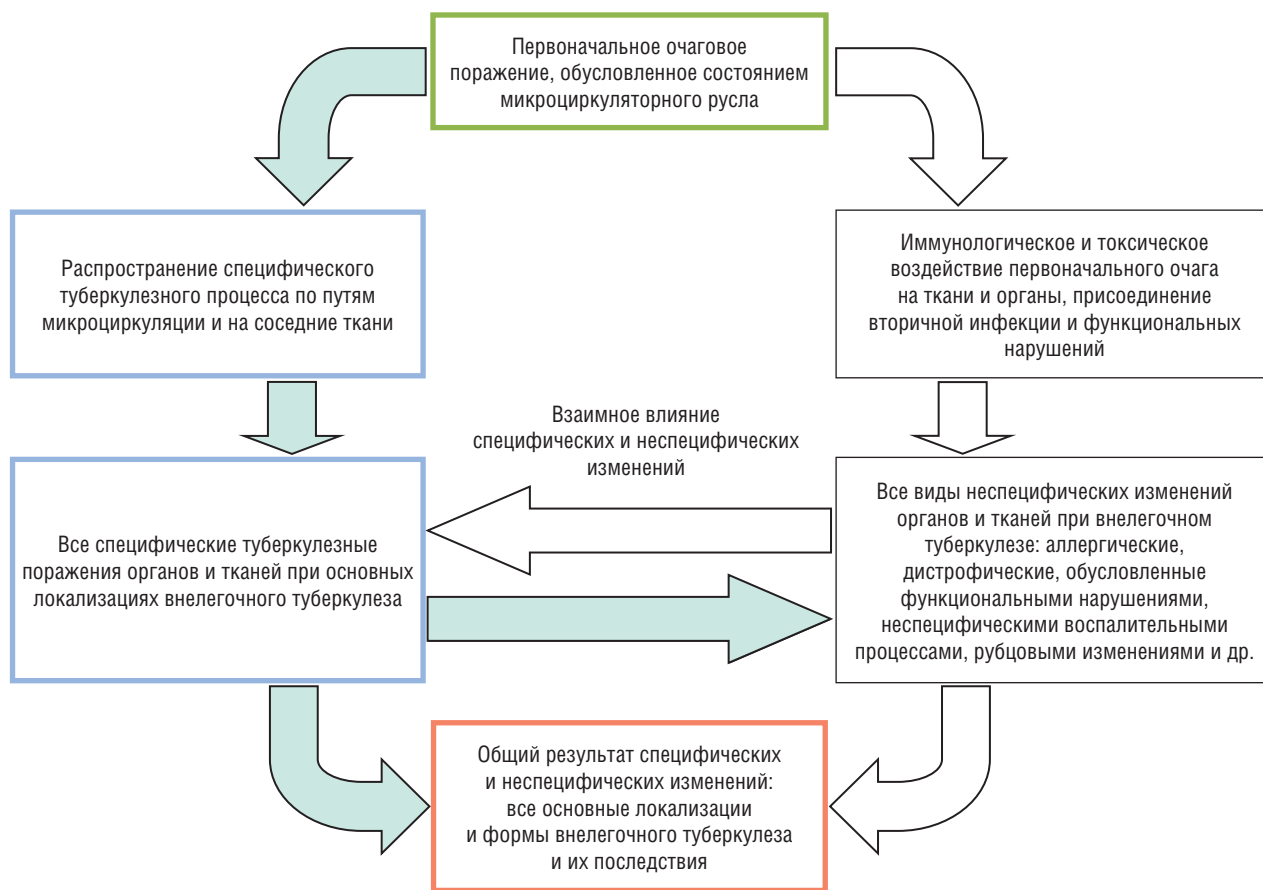 Первоначальное очаговое
поражение, обусловленное состоянием
микроциркуляторного русла
Распространение специфического
туберкулезного процесса по путям
микроциркуляции и на соседние ткани
Иммунологическое и токсическое
воздействие первоначального очага
на ткани и органы, присоединение
вторичной инфекции и функциональных
нарушений
Взаимное влияние
специфических и неспецифических
изменений
Все специфические туберкулезные
поражения органов и тканей при основных
локализациях внелегочного туберкулеза
Все виды неспецифических изменений
органов и тканей при внелегочном
туберкулезе: аллергические,
дистрофические, обусловленные
функциональными нарушениями,
неспецифическими воспалительными
процессами, рубцовыми изменениями и др.
Общий результат специфических
и неспецифических изменений:
все основные локализации
и формы внелегочного туберкулеза
и их последствия